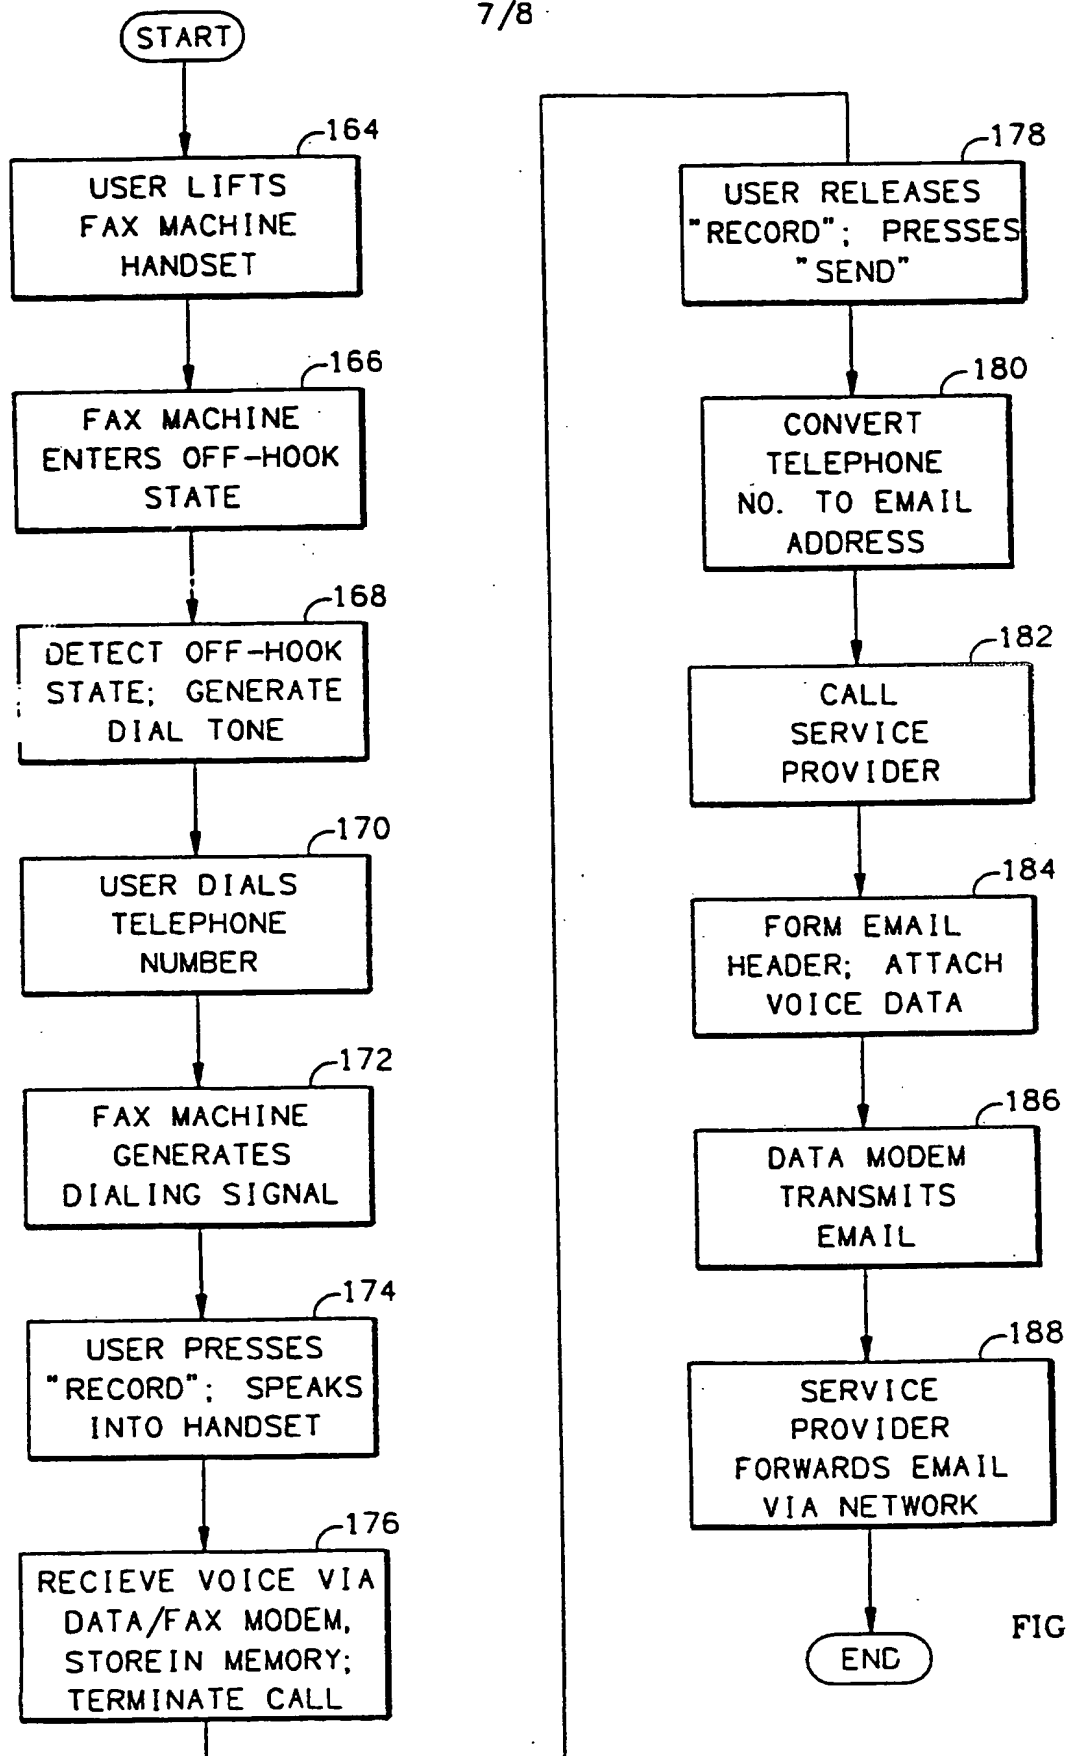 7/8
START
164
USER LIFTS
FAX MACHINE
HANDSET
166
FAX MACHINE
ENTERS OFF-HOOK
STATE
168
DETECT OFF-HOOK
STATE; GENERATE
DIAL TONE
170
USER DIALS
TELEPHONE
NUMBER
172
FAX MACHINE
GENERATES
DIALING SIGNAL
174
USER PRESSES
"RECORD"; SPEAKS
INTO HANDSET
176
RECIEVE VOICE VIA
DATA/FAX MODEM,
STOREIN MEMORY;
TERMINATE CALL
178
USER RELEASES
"RECORD"; PRESSES
"SEND"
180
CONVERT
TELEPHONE
NO. TO EMAIL
ADDRESS
182
CALL
SERVICE
PROVIDER
184
FORM EMAIL
HEADER; ATTACH
VOICE DATA
186
DATA MODEM
TRANSMITS
EMAIL
188
SERVICE
PROVIDER
FORWARDS EMAIL
VIA NETWORK
END
FIG